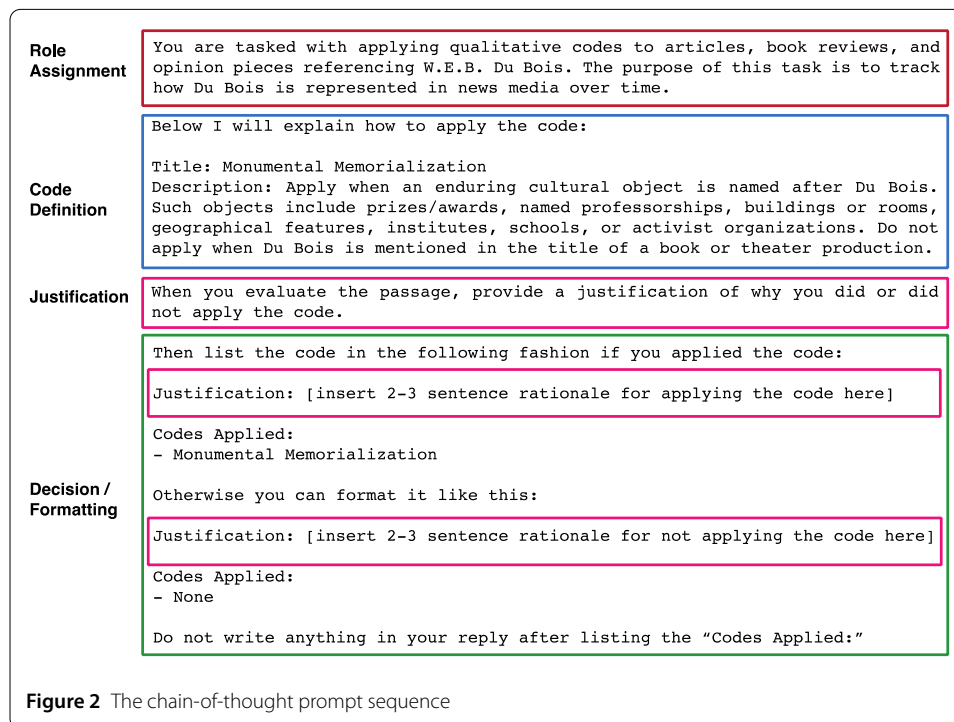 Role
Assignment
You are tasked with applying qualitative codes to articles, book reviews, and
opinion pieces referencing W.E.B. Du Bois. The purpose of this task is to track
how Du Bois is represented in news media over time.
Code
Definition
Below I will explain how to apply the code:
Title: Monumental Memorialization
Description: Apply when an enduring cultural object is named after Du Bois.
Such objects include prizes/awards, named professorships, buildings or rooms,
geographical features, institutes, schools, or activist organizations. Do not
apply when Du Bois is mentioned in the title of a book or theater production.
Justification
When you evaluate the passage, provide a justification of why you did or did
not apply the code.
Decision /
Formatting
Then list the code in the following fashion if you applied the code:
Justification: [insert 2-3 sentence rationale for applying the code here]
Codes Applied:
– Monumental Memorialization
Otherwise you can format it like this:
Justification: [insert 2-3 sentence rationale for not applying the code here]
Codes Applied:
– None
Do not write anything in your reply after listing the “Codes Applied:”
Figure 2 The chain-of-thought prompt sequence